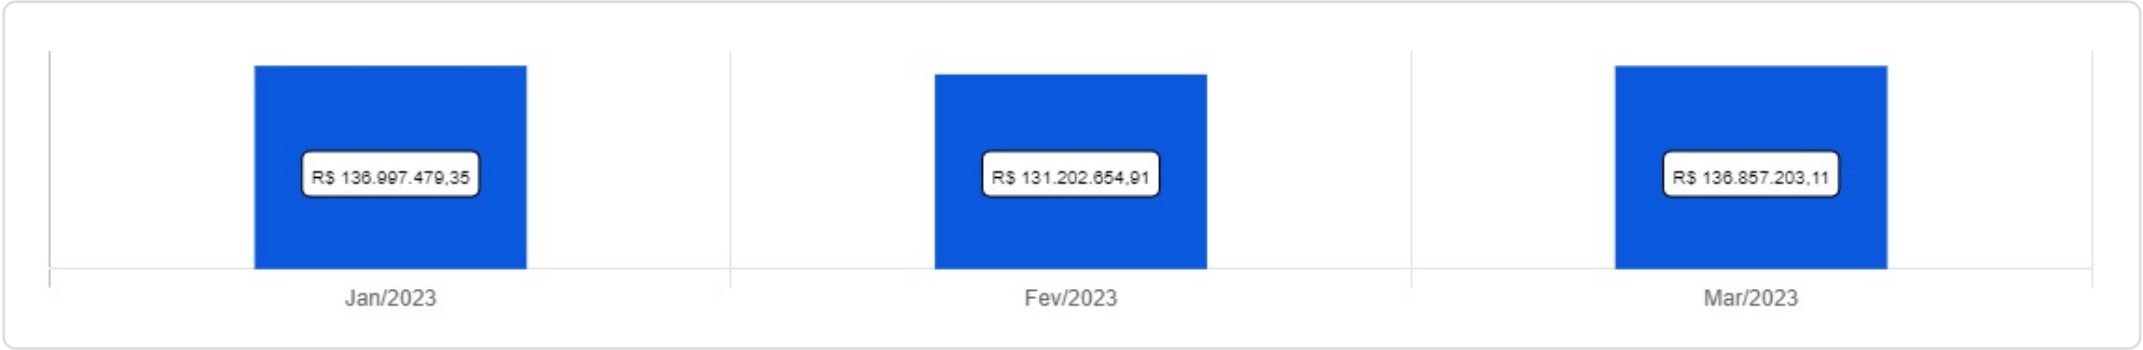 R$ 136.997.479,35
R$ 131.202.654,91
R$ 136.857.203,11
Jan/2023
Fev/2023
Mar/2023